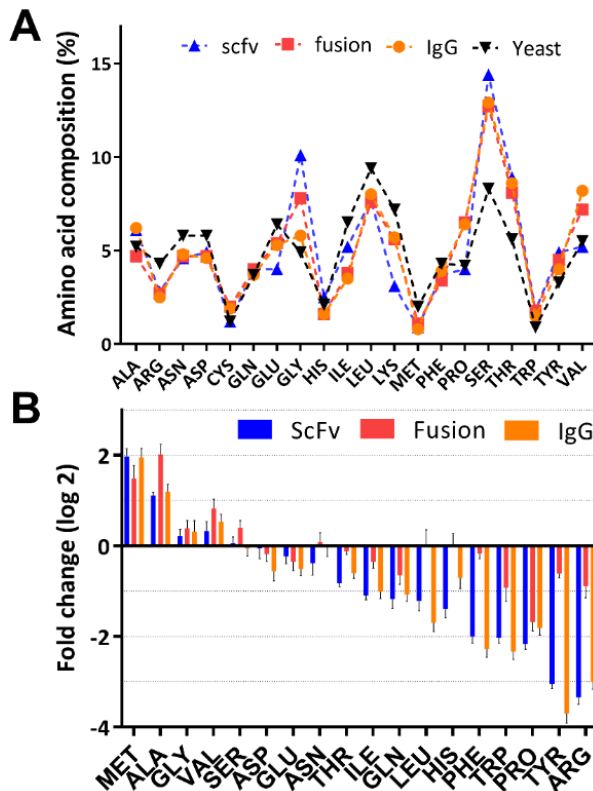 A
scfv fusion IgG Yeast
Amino acid composition (%)
15
10
5
0
ALA ARG ASN ASP CYS GLN GLU GLY HIS ILE LEU LYS MET PHE PRO SER THR TRP TYR VAL
B
ScFv Fusion IgG
Fold change (log 2)
2
0
-2
-4
MET ALA GLY VAL SER ASP GLU ASN THR ILE GLN LEU HIS PHE TRP PRO TYR ARG